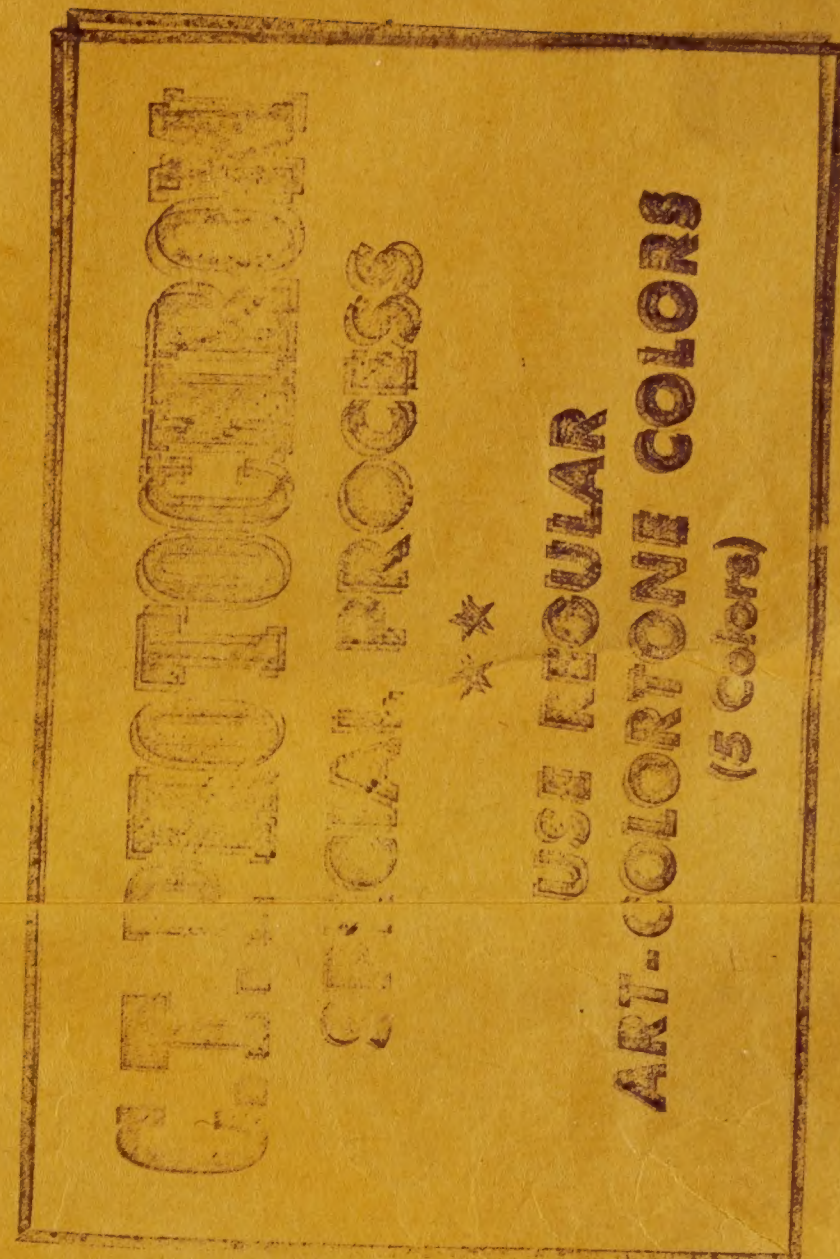 C.T. PHOTOCHROM
SPECIAL PROCESS
★★
USE REGULAR
ART-COLORTONE COLORS
(5 Colors)